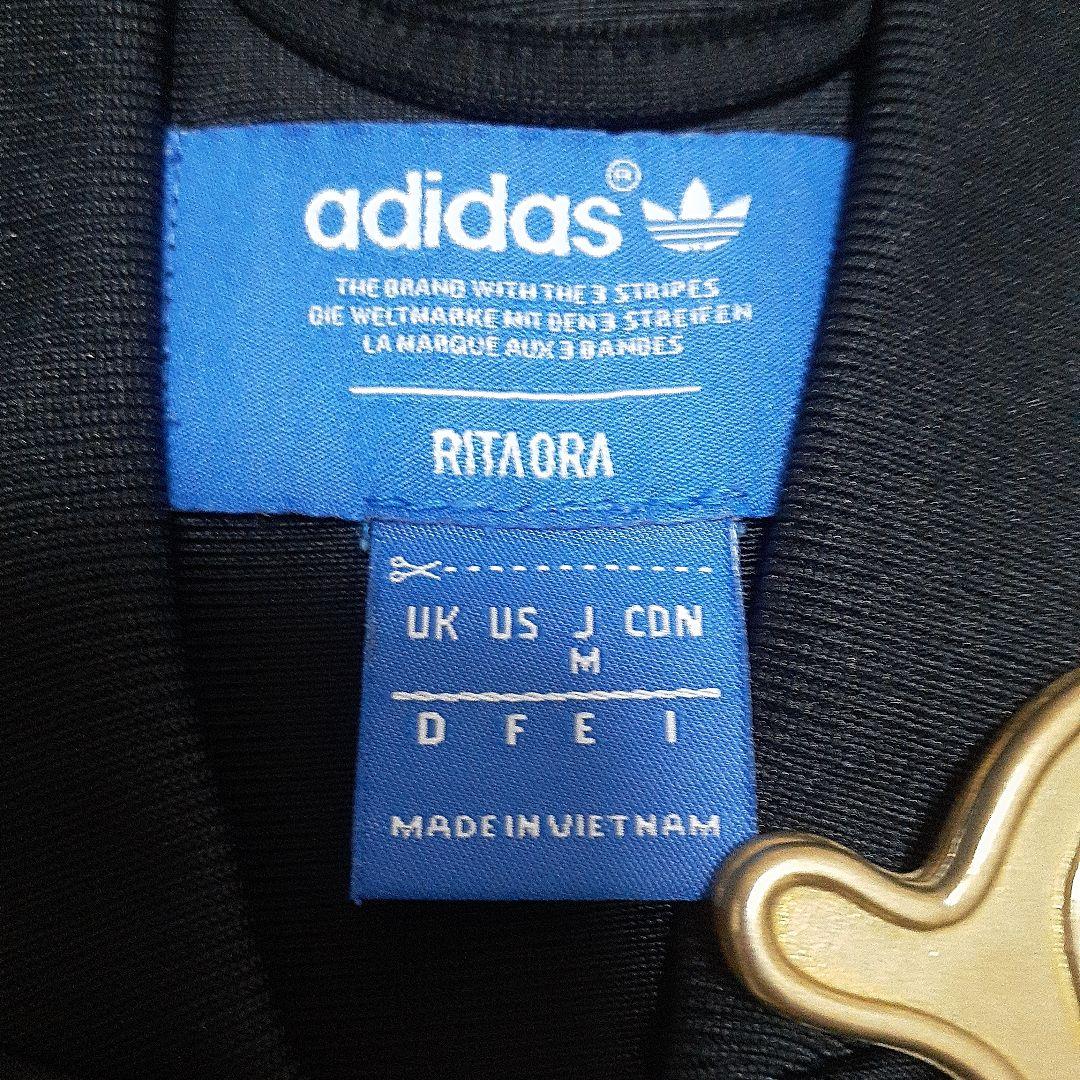 adidas®
THE BRAND WITH THE 3 STRIPES
DIE WELTMARKE MIT DEN 3 STREIFEN
LA MARQUE AUX 3 BANDES
RITA ORA
UK US J CDN
M
D F E I
MADE IN VIETNAM